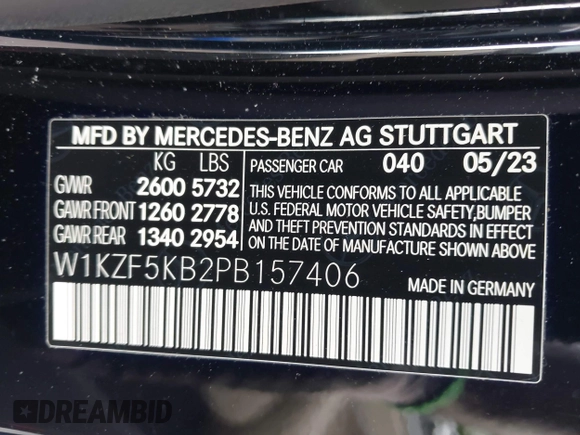 MFD BY MERCEDES-BENZ AG STUTTGART
KG LBS
GVWR 2600 5732
GAWR FRONT 1260 2778
GAWR REAR 1340 2954
PASSENGER CAR 040 05/23
THIS VEHICLE CONFORMS TO ALL APPLICABLE
U.S. FEDERAL MOTOR VEHICLE SAFETY,BUMPER
AND THEFT PREVENTION STANDARDS IN EFFECT
ON THE DATE OF MANUFACTURE SHOWN ABOVE.
W1KZF5KB2PB157406
MADE IN GERMANY
DREAMBID